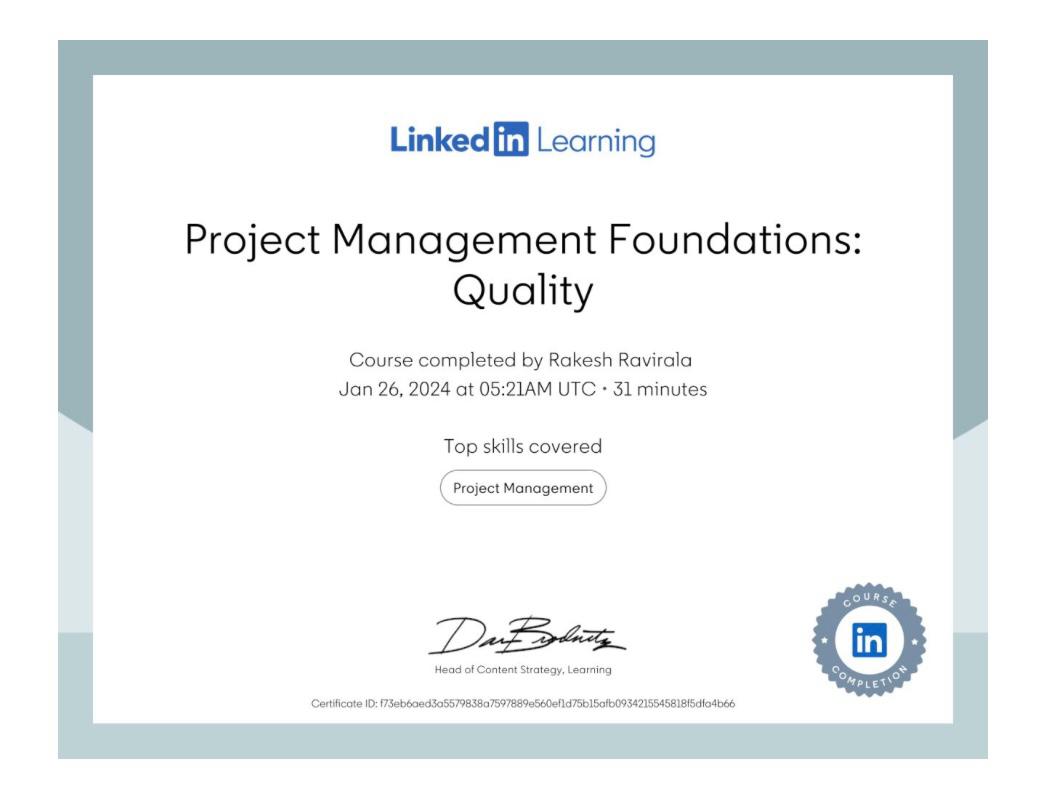 Linked in Learning
Project Management Foundations:
Quality
Course completed by Rakesh Ravirala
Jan 26, 2024 at 05:21AM UTC • 31 minutes
Top skills covered
Project Management
Dan Brodnitz
Head of Content Strategy, Learning
COURSE
in
COMPLETION
Certificate ID: f73eb6aed3a5579838a7597889e560ef1d75b15afb0934215545818f5dfa4b66